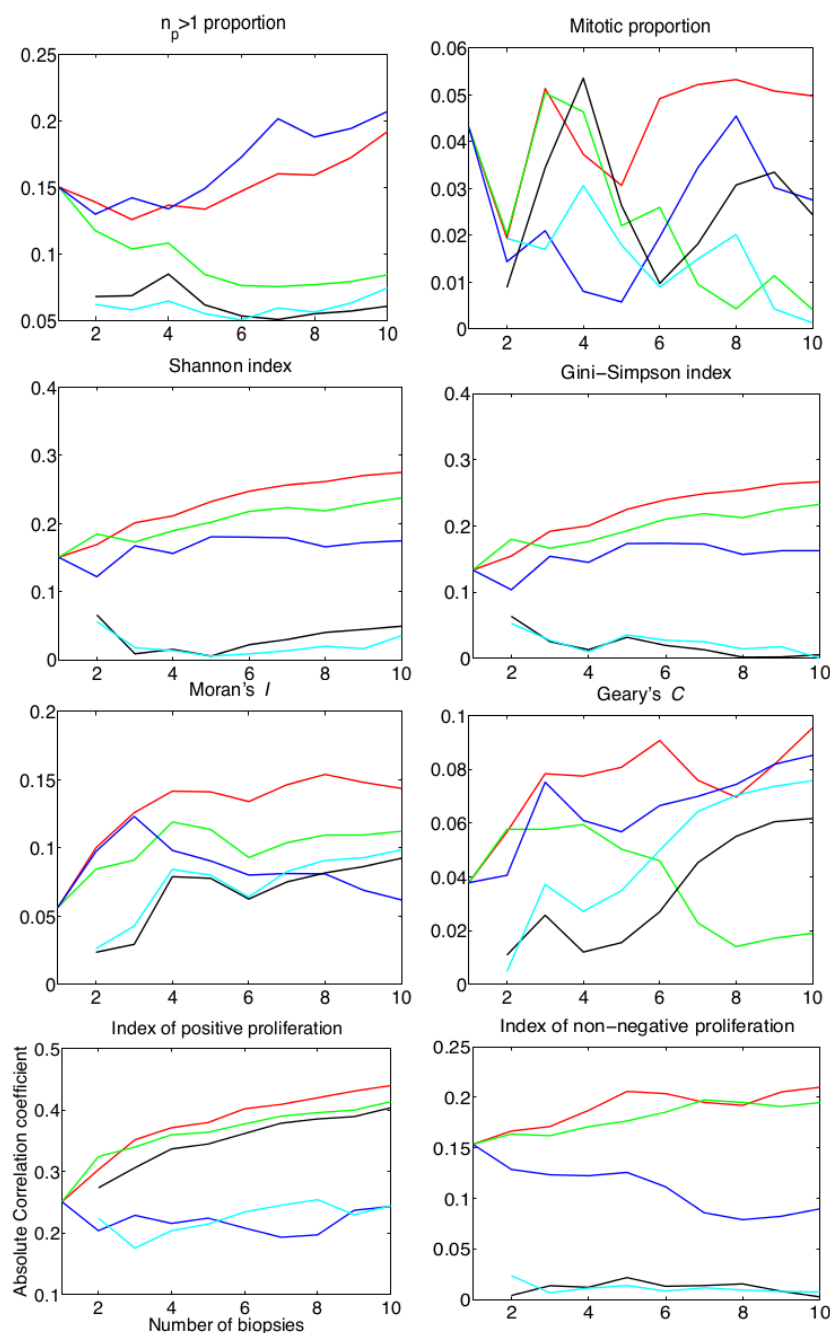 n_p>1 proportion
0.25
0.2
0.15
0.1
0.05
2 4 6 8 10
Mitotic proportion
0.06
0.05
0.04
0.03
0.02
0.01
0
2 4 6 8 10
Shannon index
0.4
0.3
0.2
0.1
0
2 4 6 8 10
Gini−Simpson index
0.4
0.3
0.2
0.1
0
2 4 6 8 10
Moran's I
0.2
0.15
0.1
0.05
0
2 4 6 8 10
Geary's C
0.1
0.08
0.06
0.04
0.02
0
2 4 6 8 10
Index of positive proliferation
Absolute Correlation coefficient
0.5
0.4
0.3
0.2
0.1
2 4 6 8 10
Number of biopsies
Index of non−negative proliferation
0.25
0.2
0.15
0.1
0.05
0
2 4 6 8 10